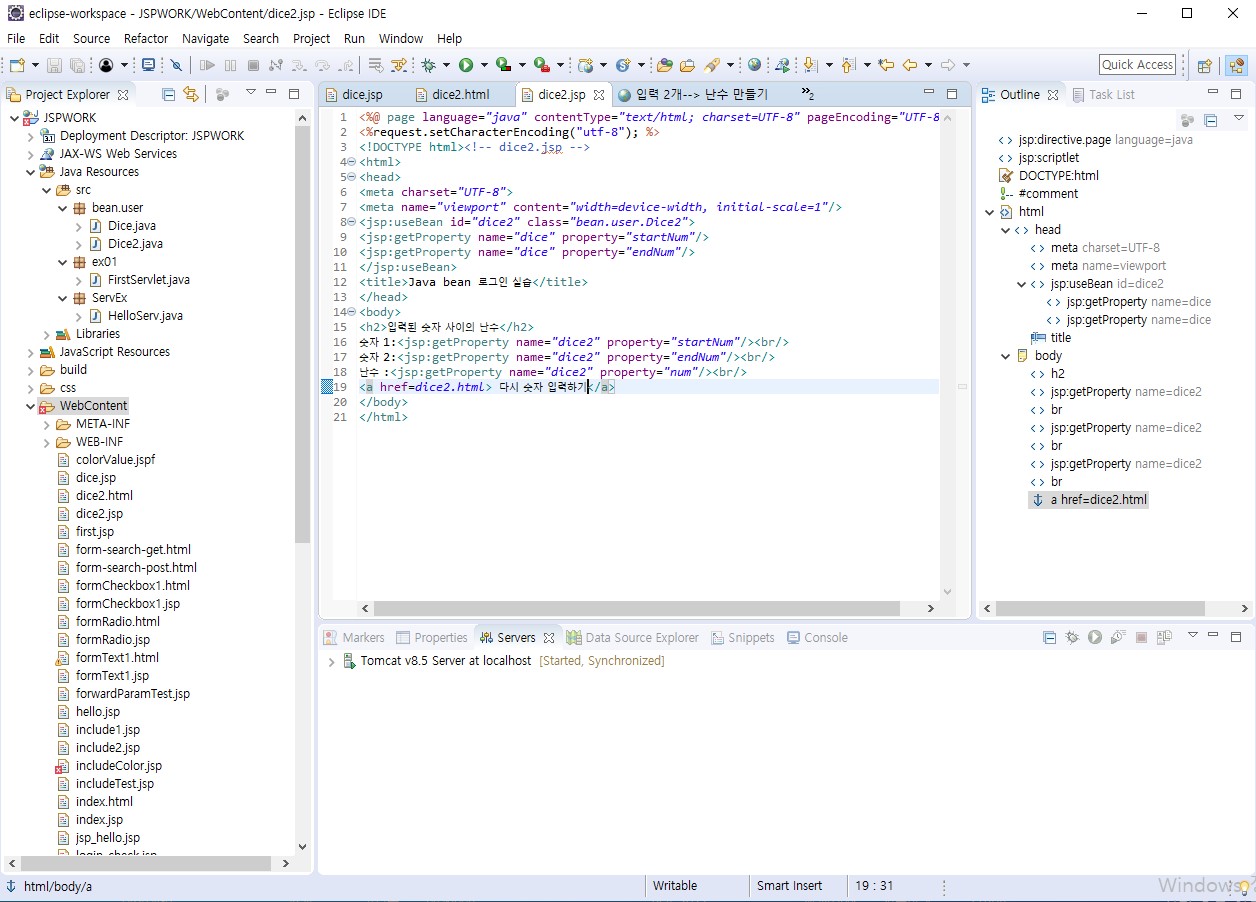 eclipse-workspace - JSPWORK/WebContent/dice2.jsp - Eclipse IDE
File Edit Source Refactor Navigate Search Project Run Window Help
Quick Access
Project Explorer
JSPWORK
Deployment Descriptor: JSPWORK
JAX-WS Web Services
Java Resources
src
bean.user
Dice.java
Dice2.java
ex01
FirstServlet.java
ServEx
HelloServ.java
Libraries
JavaScript Resources
build
css
WebContent
META-INF
WEB-INF
colorValue.jspf
dice.jsp
dice2.html
dice2.jsp
first.jsp
form-search-get.html
form-search-post.html
formCheckbox1.html
formCheckbox1.jsp
formRadio.html
formRadio.jsp
formText1.html
formText1.jsp
forwardParamTest.jsp
hello.jsp
include1.jsp
include2.jsp
includeColor.jsp
includeTest.jsp
index.html
index.jsp
jsp_hello.jsp
login_check.jsp
dice.jsp dice2.html dice2.jsp 입력 2개--> 난수 만들기 »2
1 <%@ page language="java" contentType="text/html; charset=UTF-8" pageEncoding="UTF-8
2 <%request.setCharacterEncoding("utf-8"); %>
3 <!DOCTYPE html><!-- dice2.jsp -->
4 <html>
5 <head>
6 <meta charset="UTF-8">
7 <meta name="viewport" content="width=device-width, initial-scale=1"/>
8 <jsp:useBean id="dice2" class="bean.user.Dice2">
9 <jsp:getProperty name="dice" property="startNum"/>
10 <jsp:getProperty name="dice" property="endNum"/>
11 </jsp:useBean>
12 <title>Java bean 로그인 실습</title>
13 </head>
14 <body>
15 <h2>입력된 숫자 사이의 난수</h2>
16 숫자 1:<jsp:getProperty name="dice2" property="startNum"/><br/>
17 숫자 2:<jsp:getProperty name="dice2" property="endNum"/><br/>
18 난수 :<jsp:getProperty name="dice2" property="num"/><br/>
19 <a href=dice2.html> 다시 숫자 입력하기</a>
20 </body>
21 </html>
Outline Task List
jsp:directive.page language=java
jsp:scriptlet
DOCTYPE:html
#comment
html
head
meta charset=UTF-8
meta name=viewport
jsp:useBean id=dice2
jsp:getProperty name=dice
jsp:getProperty name=dice
title
body
h2
jsp:getProperty name=dice2
br
jsp:getProperty name=dice2
br
jsp:getProperty name=dice2
br
a href=dice2.html
Markers Properties Servers Data Source Explorer Snippets Console
Tomcat v8.5 Server at localhost [Started, Synchronized]
html/body/a
Writable Smart Insert 19 : 31
Windows